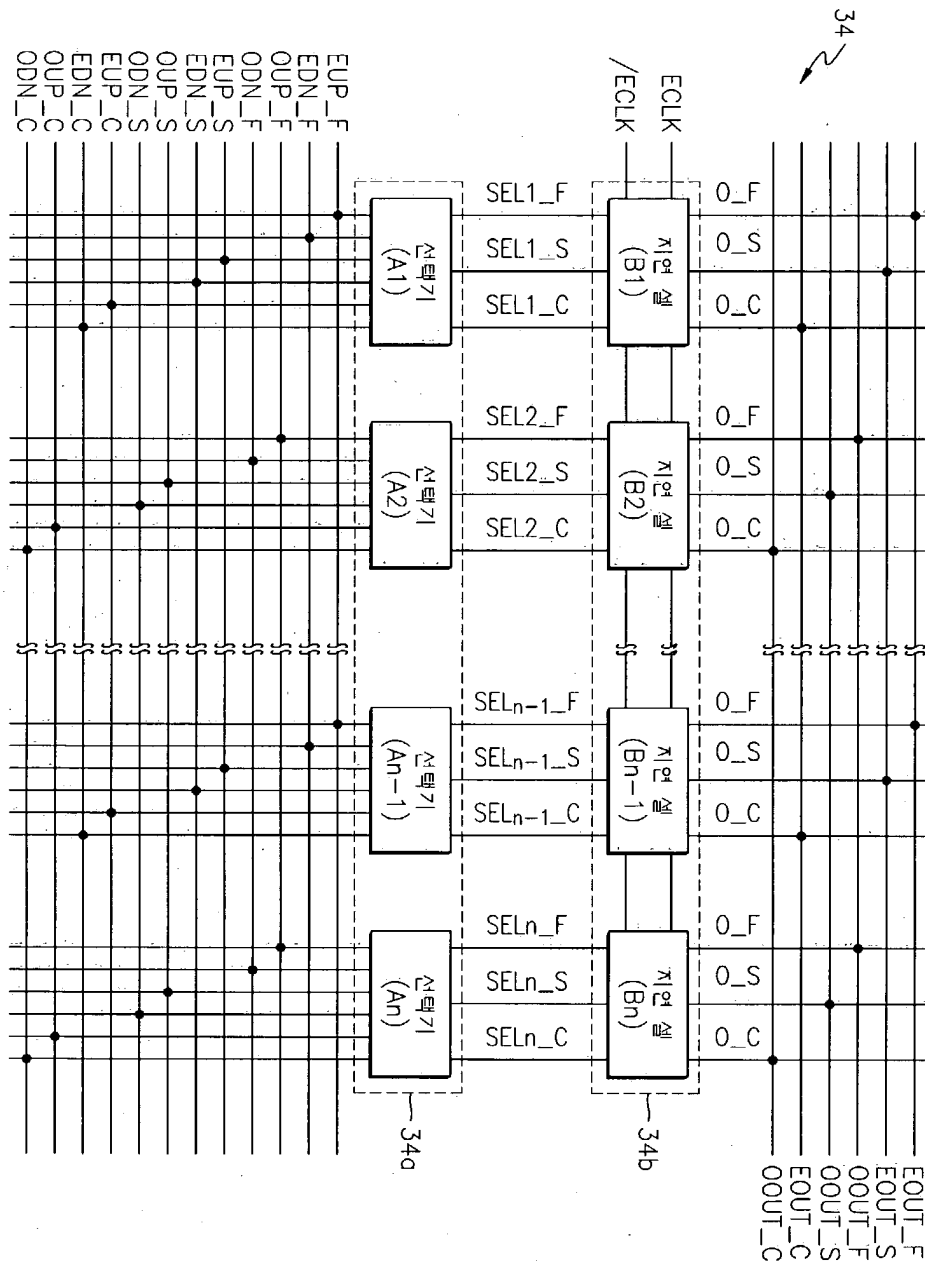 34
EOUT_F
EOUT_S
OOUT_F
OOUT_S
EOUT_C
OOUT_C
O_F
O_S
O_C
O_F
O_S
O_C
O_F
O_S
O_C
O_F
O_S
O_C
ECLK
/ECLK
지연 셀
(B1)
지연 셀
(B2)
지연 셀
(Bn-1)
지연 셀
(Bn)
34b
SEL1_F
SEL1_S
SEL1_C
SEL2_F
SEL2_S
SEL2_C
SELn-1_F
SELn-1_S
SELn-1_C
SELn_F
SELn_S
SELn_C
선택기
(A1)
선택기
(A2)
선택기
(An-1)
선택기
(An)
34a
EUP_F
EDN_F
OUP_F
ODN_F
EUP_S
EDN_S
OUP_S
ODN_S
EUP_C
EDN_C
OUP_C
ODN_C